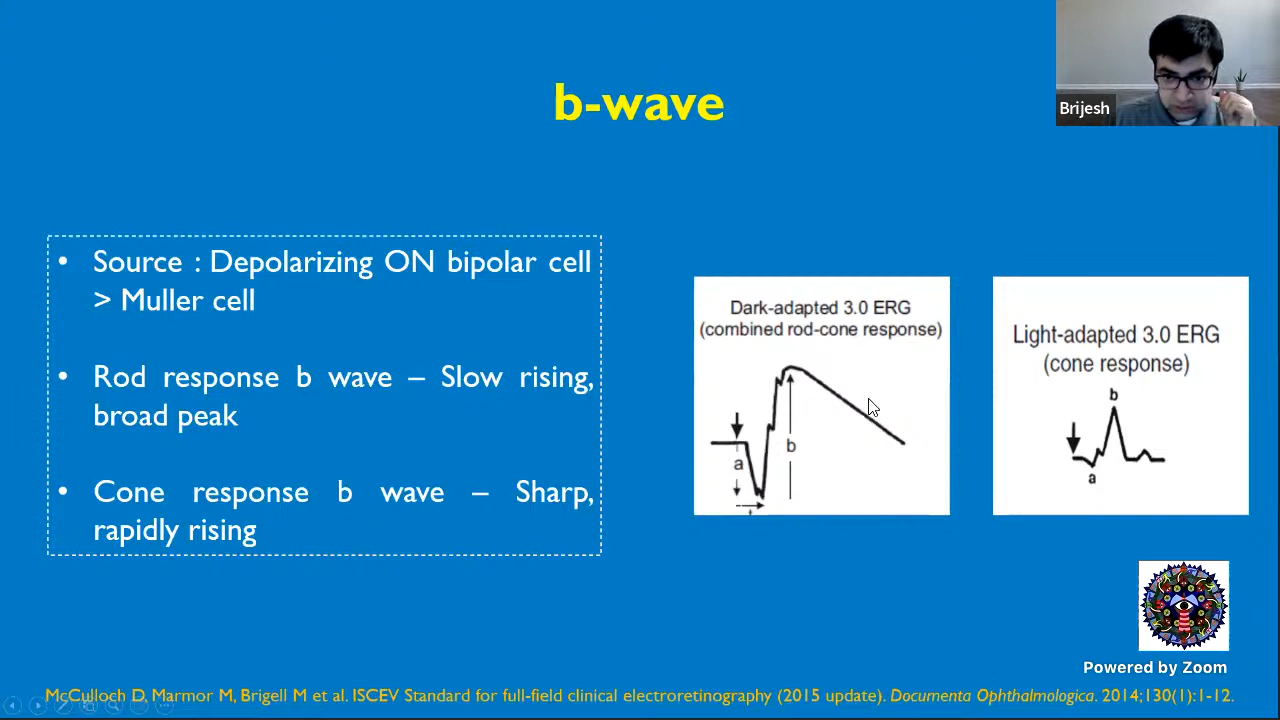 b-wave
Brijesh
• Source : Depolarizing ON bipolar cell
> Muller cell
• Rod response b wave – Slow rising,
broad peak
• Cone response b wave – Sharp,
rapidly rising
Dark-adapted 3.0 ERG
(combined rod-cone response)
a
b
t
Light-adapted 3.0 ERG
(cone response)
b
a
Powered by Zoom
McCulloch D, Marmor M, Brigell M et al. ISCEV Standard for full-field clinical electroretinography (2015 update). Documenta Ophthalmologica. 2014;130(1):1-12.